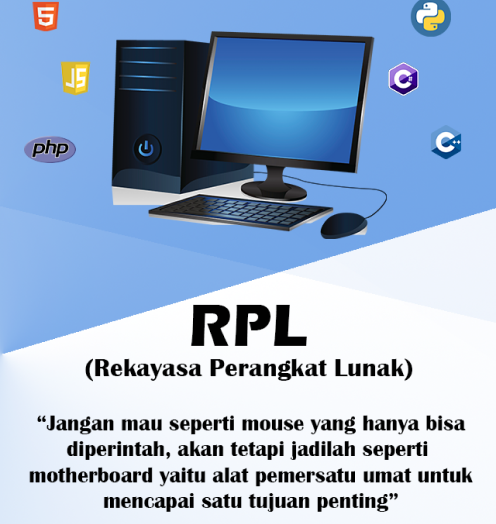 5
JS
php
C#
C++
RPL
(Rekayasa Perangkat Lunak)
“Jangan mau seperti mouse yang hanya bisa
diperintah, akan tetapi jadilah seperti
motherboard yaitu alat pemersatu umat untuk
mencapai satu tujuan penting”